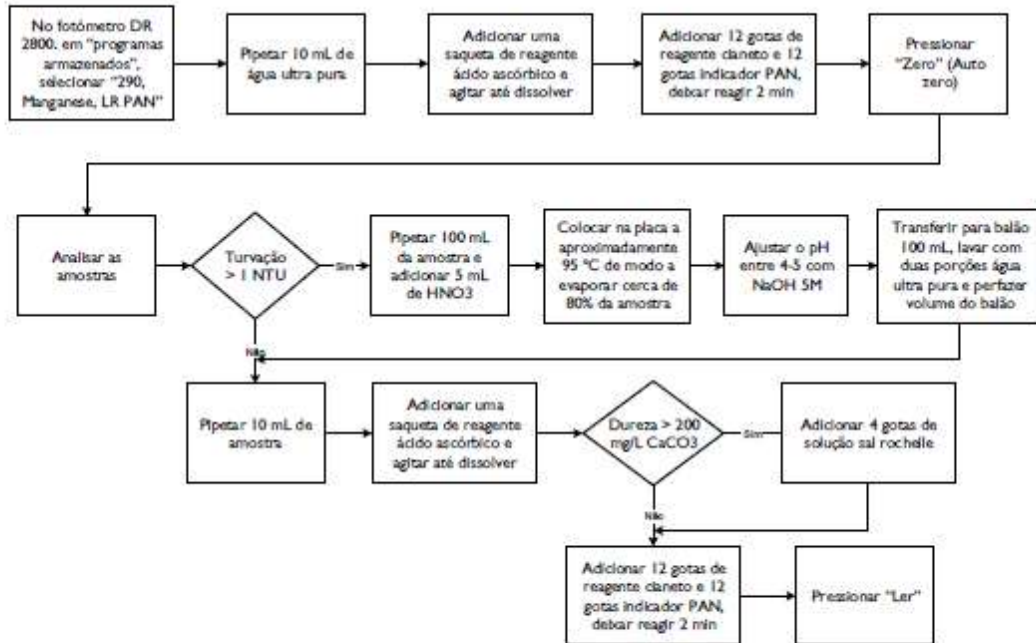 No fotómetro DR
2800, em "programas
armazenados",
selecionar "290,
Manganese, LR PAN"
Pipetar 10 mL de
água ultra pura
Adicionar uma
saqueta de reagente
ácido ascórbico e
agitar até dissolver
Adicionar 12 gotas de
reagente cianeto e 12
gotas indicador PAN,
deixar reagir 2 min
Pressionar
"Zero" (Auto
zero)
Analisar as
amostras
Turvação
> 1 NTU
Sim
Pipetar 100 mL
da amostra e
adicionar 5 mL
de HNO3
Colocar na placa a
aproximadamente
95 ºC de modo a
evaporar cerca de
80% da amostra
Ajustar o pH
entre 4-5 com
NaOH 5M
Transferir para balão
100 mL, lavar com
duas porções água
ultra pura e perfazer
volume do balão
Não
Pipetar 10 mL de
amostra
Adicionar uma
saqueta de reagente
ácido ascórbico e
agitar até dissolver
Dureza > 200
mg/L CaCO3
Sim
Adicionar 4 gotas de
solução sal rochelle
Não
Adicionar 12 gotas de
reagente cianeto e 12
gotas indicador PAN,
deixar reagir 2 min
Pressionar "Ler"